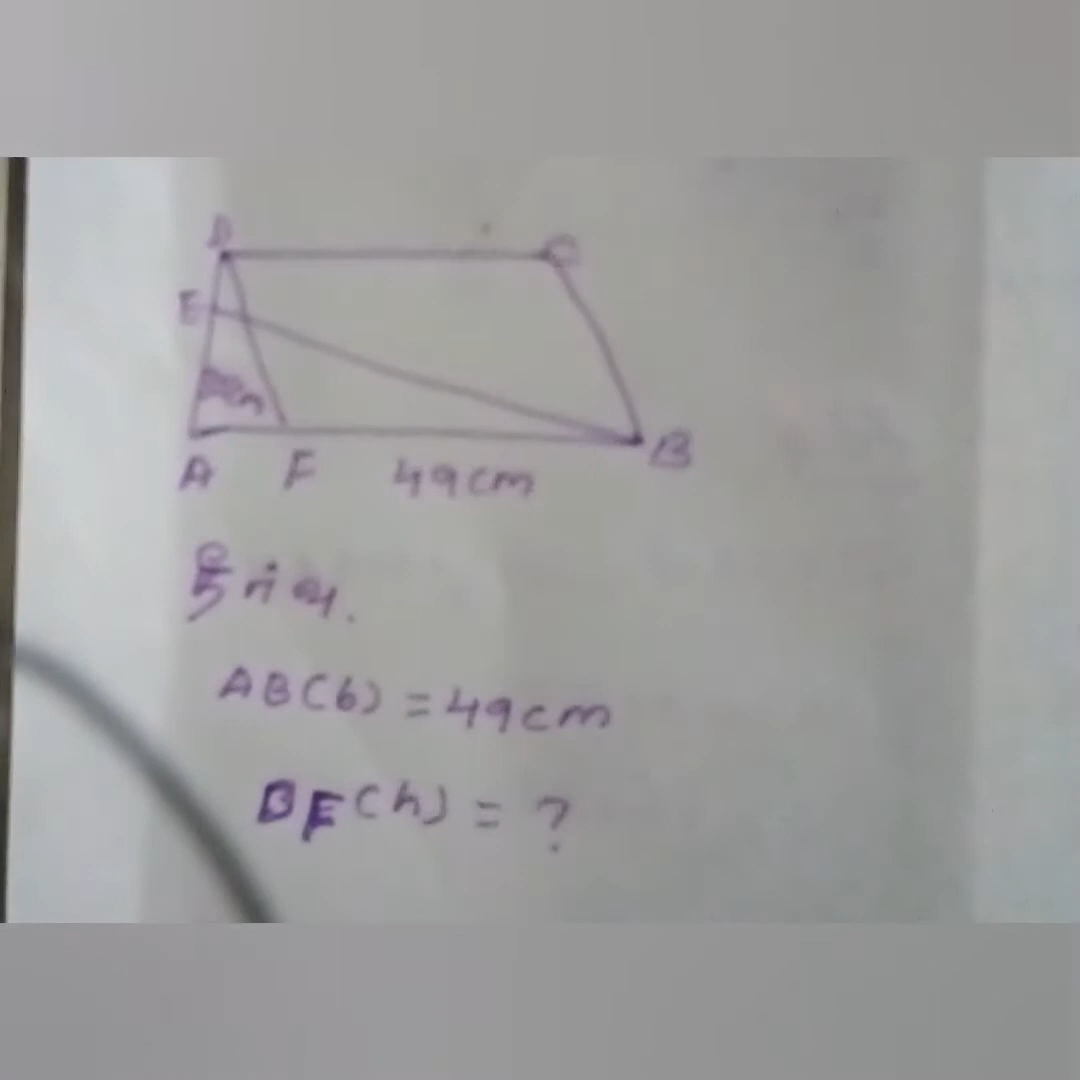 D
C
E
A F 49cm B
AB(b) = 49cm
BE(h) = ?